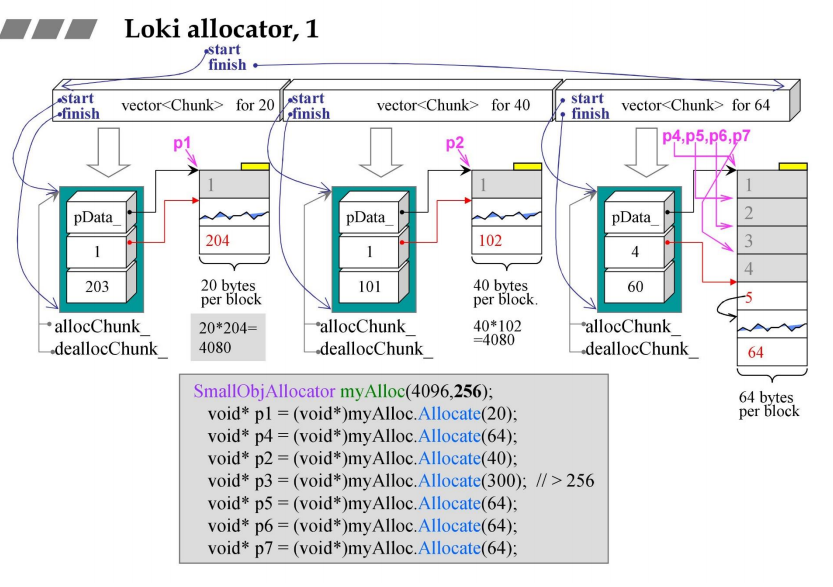 Loki allocator, 1
start
finish
start
finish
vector<Chunk> for 20
start
finish
vector<Chunk> for 40
start
finish
vector<Chunk> for 64
p1
p2
p4,p5,p6,p7
pData_
1
203
1
204
20 bytes
per block
20*204=
4080
allocChunk_
deallocChunk_
pData_
1
101
1
102
40 bytes
per block.
40*102
=4080
allocChunk_
deallocChunk_
pData_
4
60
1
2
3
4
5
64
64 bytes
per block
allocChunk_
deallocChunk_
SmallObjAllocator myAlloc(4096,256);
void* p1 = (void*)myAlloc.Allocate(20);
void* p4 = (void*)myAlloc.Allocate(64);
void* p2 = (void*)myAlloc.Allocate(40);
void* p3 = (void*)myAlloc.Allocate(300); // > 256
void* p5 = (void*)myAlloc.Allocate(64);
void* p6 = (void*)myAlloc.Allocate(64);
void* p7 = (void*)myAlloc.Allocate(64);